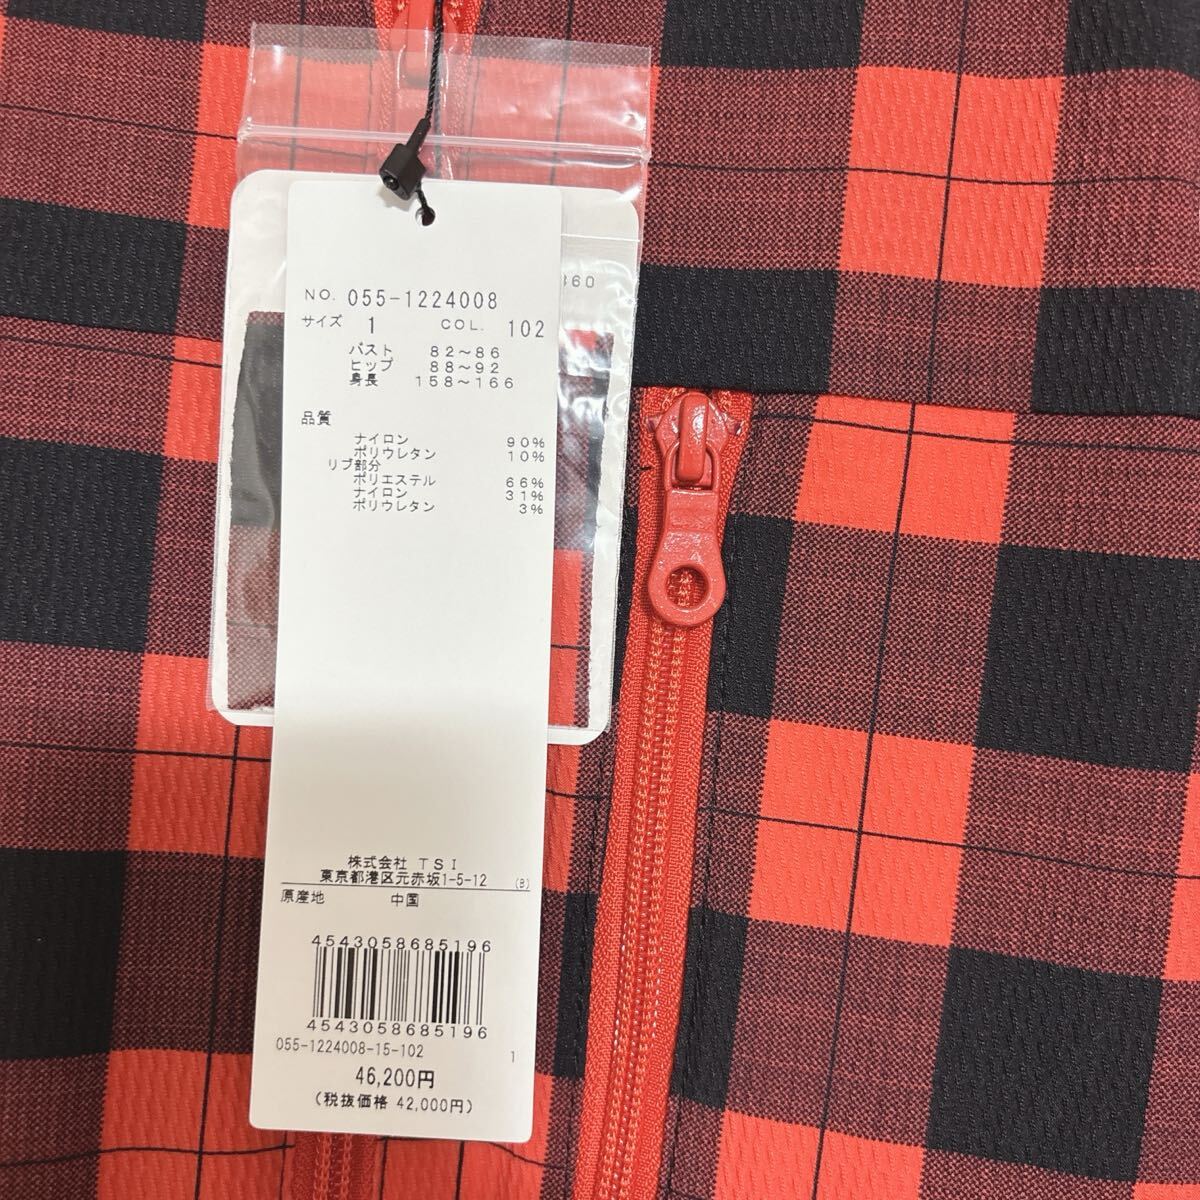 360
NO. 055-1224008
サイズ 1 COL. 102
バスト 82〜86
ヒップ 88〜92
身長 158〜166
品質
ナイロン 90%
ポリウレタン 10%
リブ部分
ポリエステル 66%
ナイロン 31%
ポリウレタン 3%
株式会社 TSI
東京都港区元赤坂1-5-12 (B)
原産地 中国
4543058685196
4543058685196
055-1224008-15-102 1
46,200円
(税抜価格 42,000円)